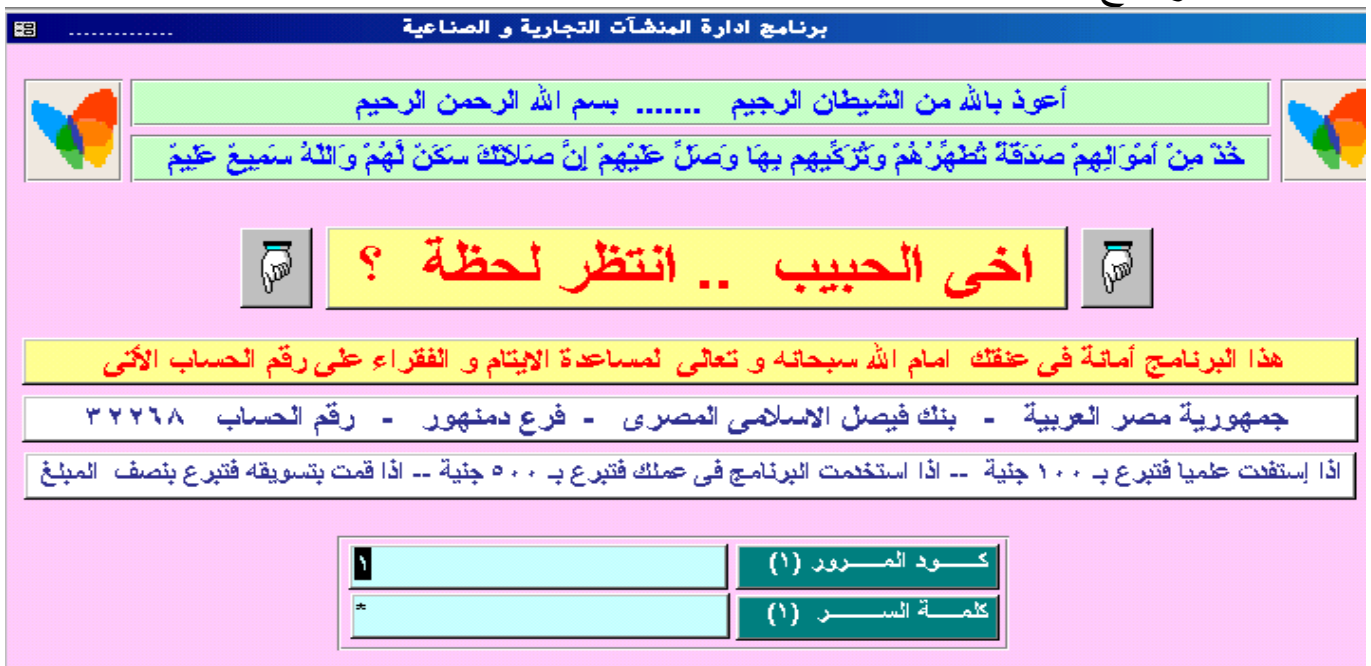 برنامج ادارة المنشآت التجارية و الصناعية ..............
أعوذ بالله من الشيطان الرجيم ....... بسم الله الرحمن الرحيم
خُذْ مِنْ أَمْوَالِهِمْ صَدَقَةً تُطَهِّرُهُمْ وَتُزَكِّيهِم بِهَا وَصَلِّ عَلَيْهِمْ إِنَّ صَلاَتَكَ سَكَنٌ لَّهُمْ وَاللّهُ سَمِيعٌ عَلِيمٌ
اخى الحبيب .. انتظر لحظة ؟
هذا البرنامج أمانة فى عنقك امام الله سبحانه و تعالى لمساعدة الايتام و الفقراء على رقم الحساب الأتى
جمهورية مصر العربية - بنك فيصل الاسلامى المصرى - فرع دمنهور - رقم الحساب ٣٢٢٦٨
اذا إستفدت علميا فتبرع بـ ١٠٠ جنية -- اذا استخدمت البرنامج فى عملك فتبرع بـ ٥٠٠ جنية -- اذا قمت بتسويقه فتبرع بنصف المبلغ
كـــــود المـــــرور (١) ١
كلمـــة الســـــــر (١) *